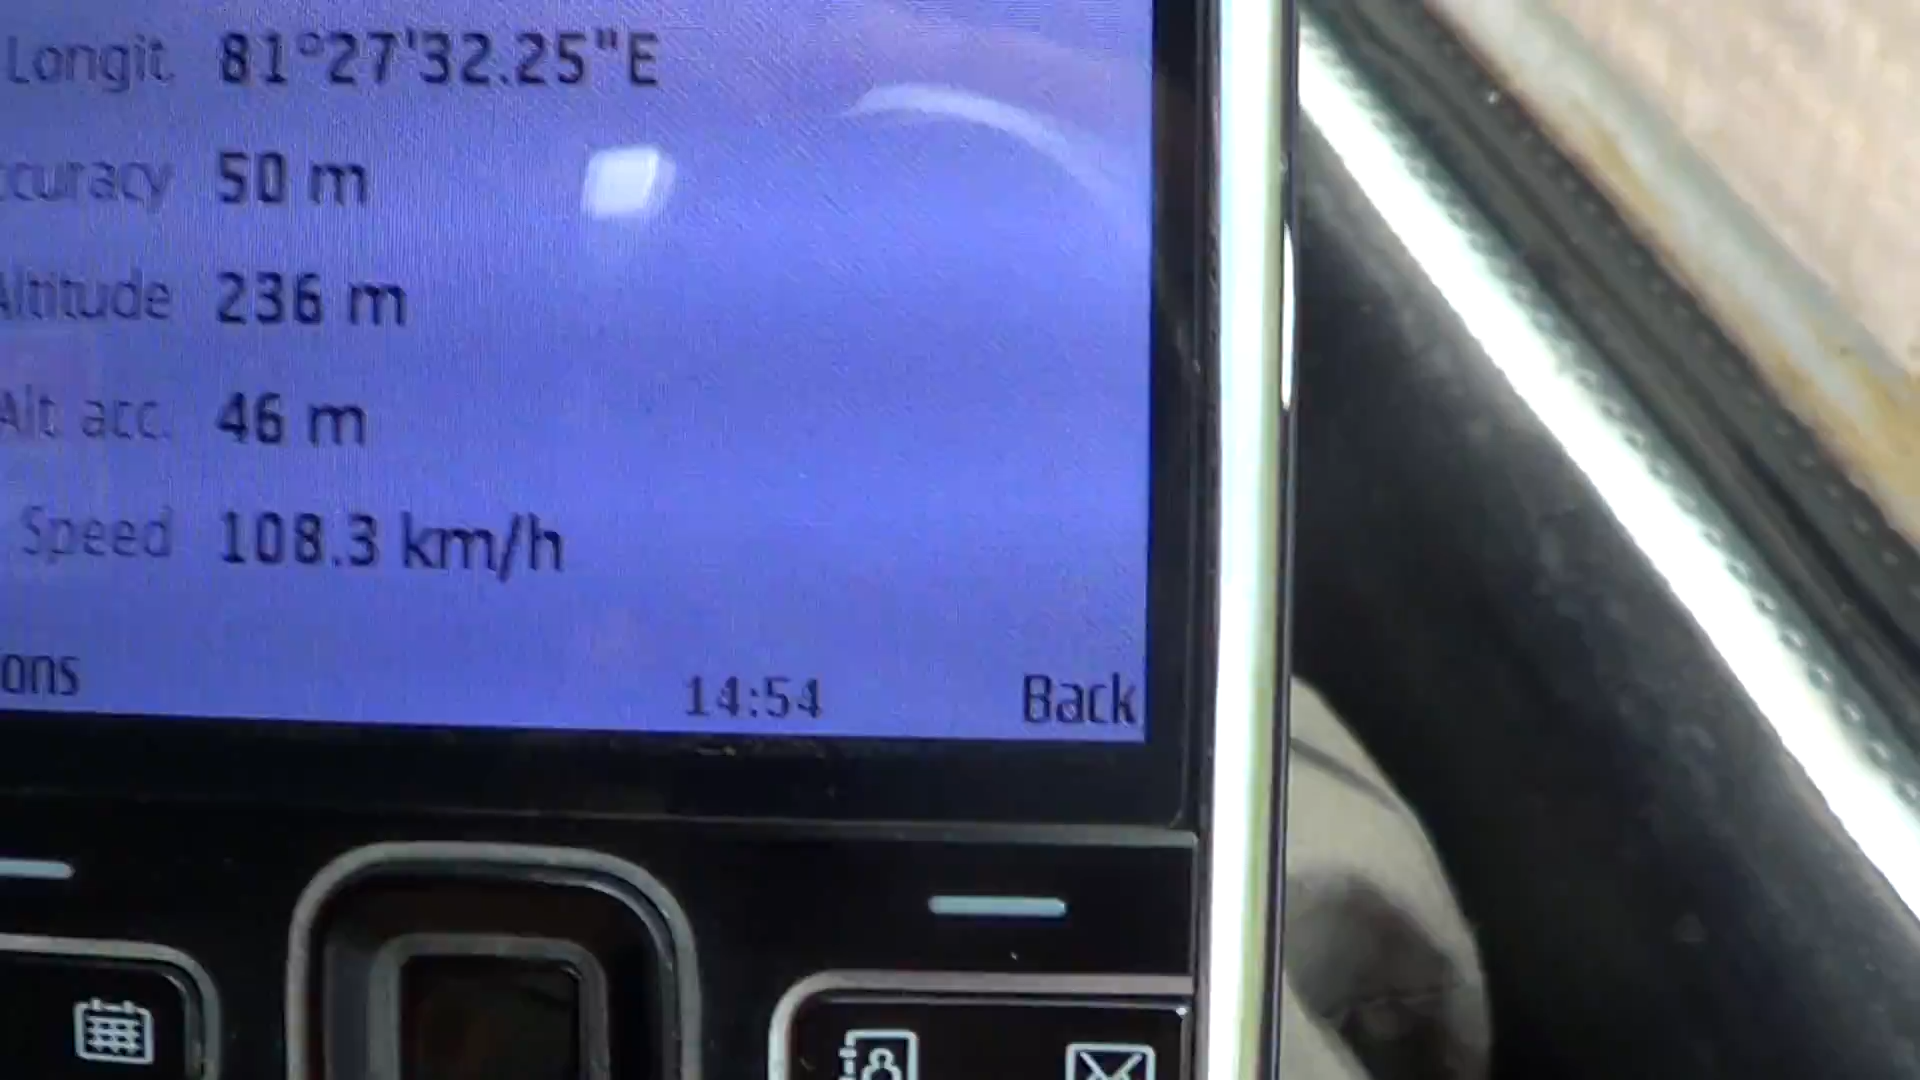 Longit. 81°27'32.25"E
ccuracy 50 m
Altitude 236 m
Alt. acc. 46 m
Speed 108.3 km/h
ons 14:54 Back